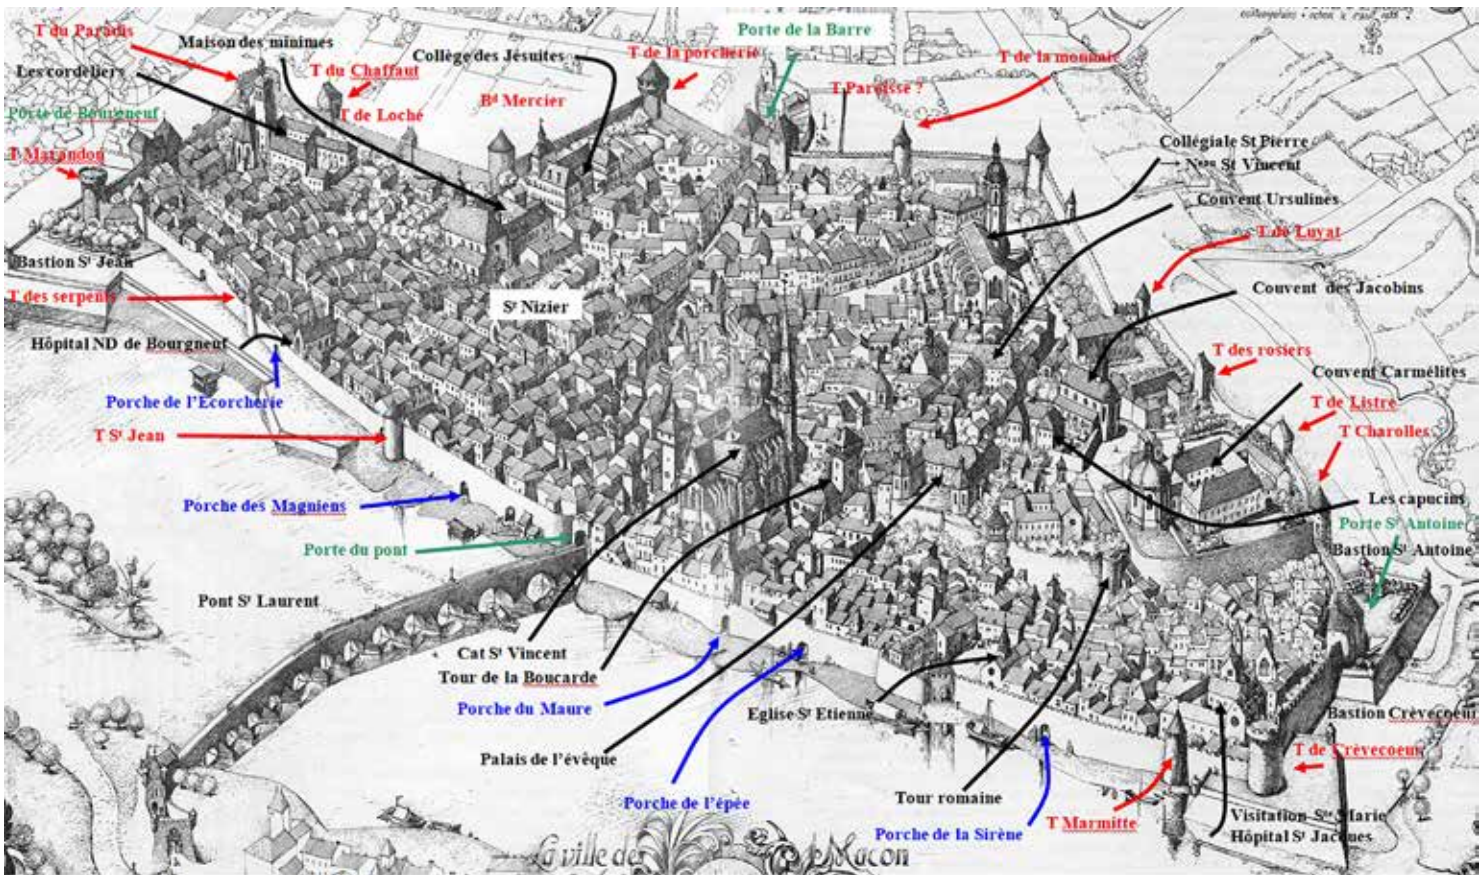 T du Paradis
Maison des minimes
Les cordeliers
T du Chaffaut
T de Loché
Collège des Jésuites
Bd Mercier
T de la porcherie
Porte de la Barre
T Paroisse ?
T de la monnaie
Porte de Bourgneuf
T Marandon
Collégiale St Pierre
→ Nveau St Vincent
Couvent Ursulines
T de Luyat
Couvent des Jacobins
Bastion St Jean
T des serpents
St Nizier
Hôpital ND de Bourgneuf
Porche de l'Ecorcherie
T des rosiers
Couvent Carmélites
T de Listre
T Charolles
T St Jean
Porche des Magniens
Les capucins
Porte St Antoine
Bastion St Antoine
Porte du pont
Pont St Laurent
Cat St Vincent
Tour de la Boucarde
Porche du Maure
Eglise St Etienne
Bastion Crèvecoeur
Palais de l'évêque
T de Crèvecoeur
Porche de l'épée
Tour romaine
T Marmitte
Porche de la Sirène
Visitation Ste Marie
Hôpital St Jacques
La ville de Macon